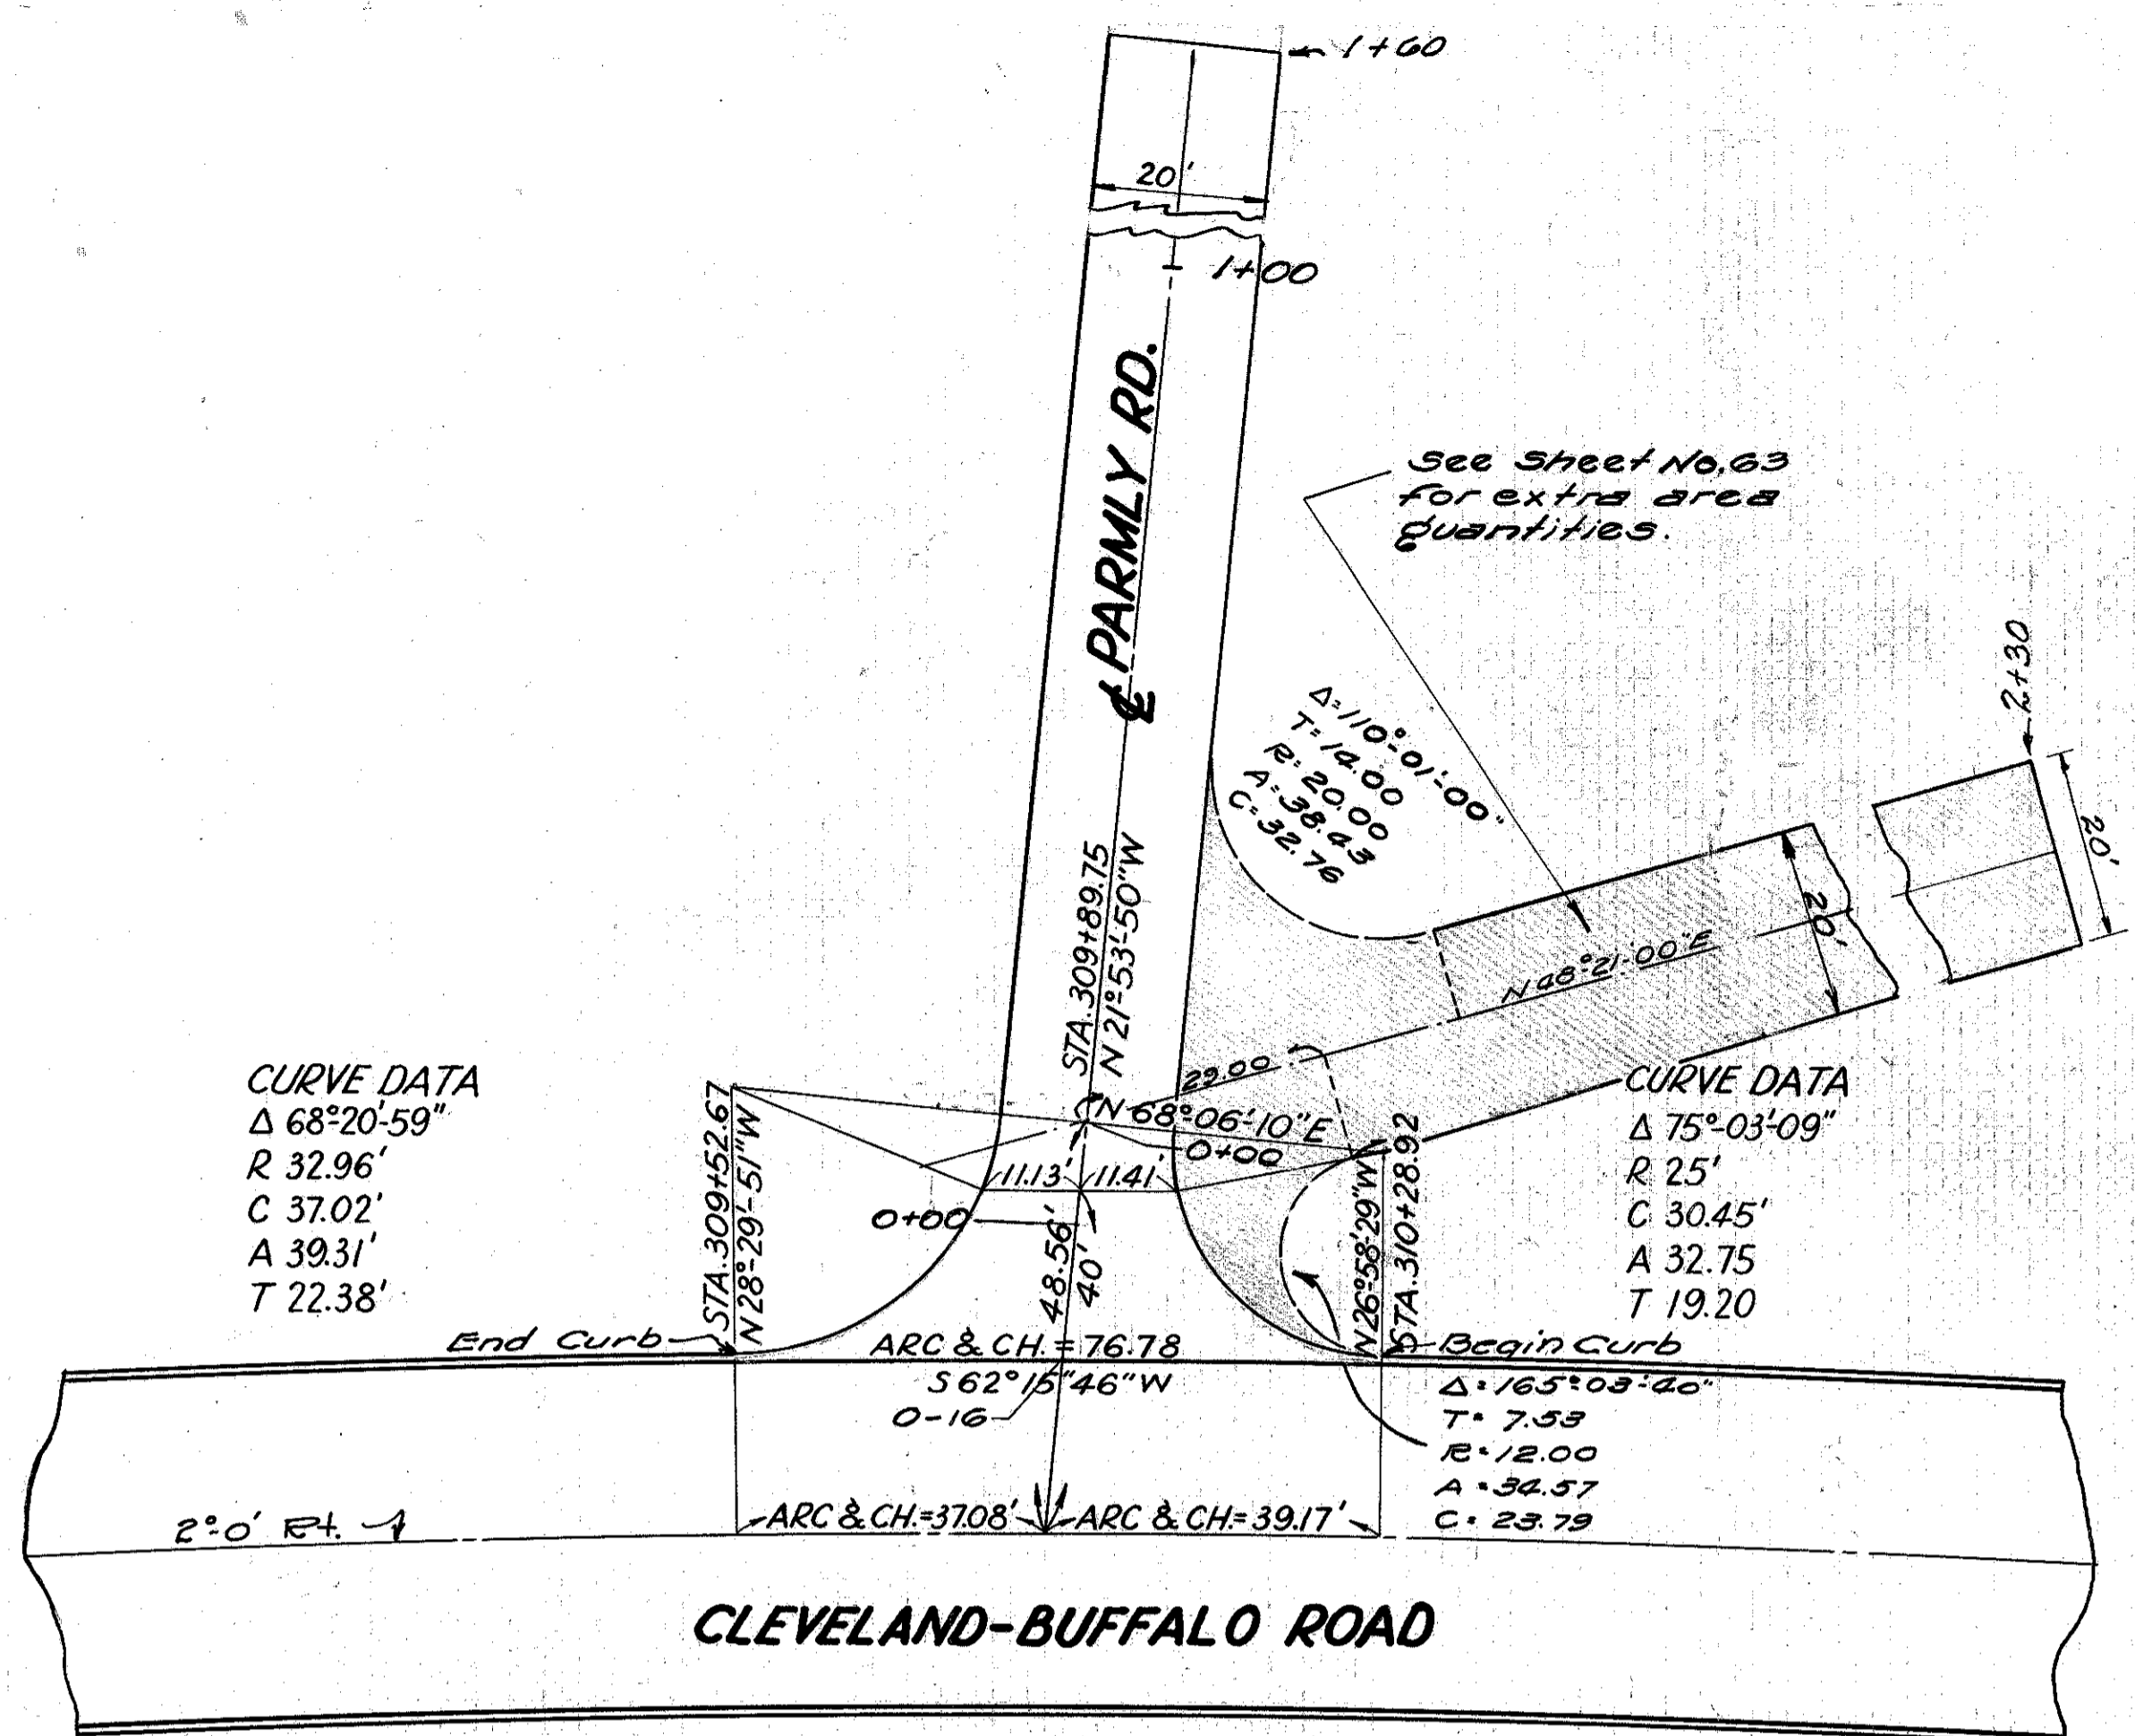 1+60
20'
1+00
℄ PARMLY RD.
See Sheet No.63
for extra area
quantities.
2+30
20'
Δ=110°-01'-00"
T=14.00
R=20.00
A=38.43
C=32.76
20'
N 48°-21'-00"E
STA.309+89.75
N 21°-53'-50"W
29.00
N 68°-06'-10"E
0+00
CURVE DATA
Δ 68°-20'-59"
R 32.96'
C 37.02'
A 39.31'
T 22.38'
STA.309+52.67
N 28°-29'-51"W
11.13'
11.41'
0+00
48.56'
40'
N26°58'-29"W
STA.310+28.92
CURVE DATA
Δ 75°-03'-09"
R 25'
C 30.45'
A 32.75
T 19.20
End Curb
ARC & CH.=76.78
Begin Curb
S 62°15"46"W
0-16
Δ=165°03'-40"
T=7.53
R=12.00
A=34.57
C=23.79
2°-0' Rt.
ARC & CH.=37.08'
ARC & CH=39.17'
CLEVELAND-BUFFALO ROAD